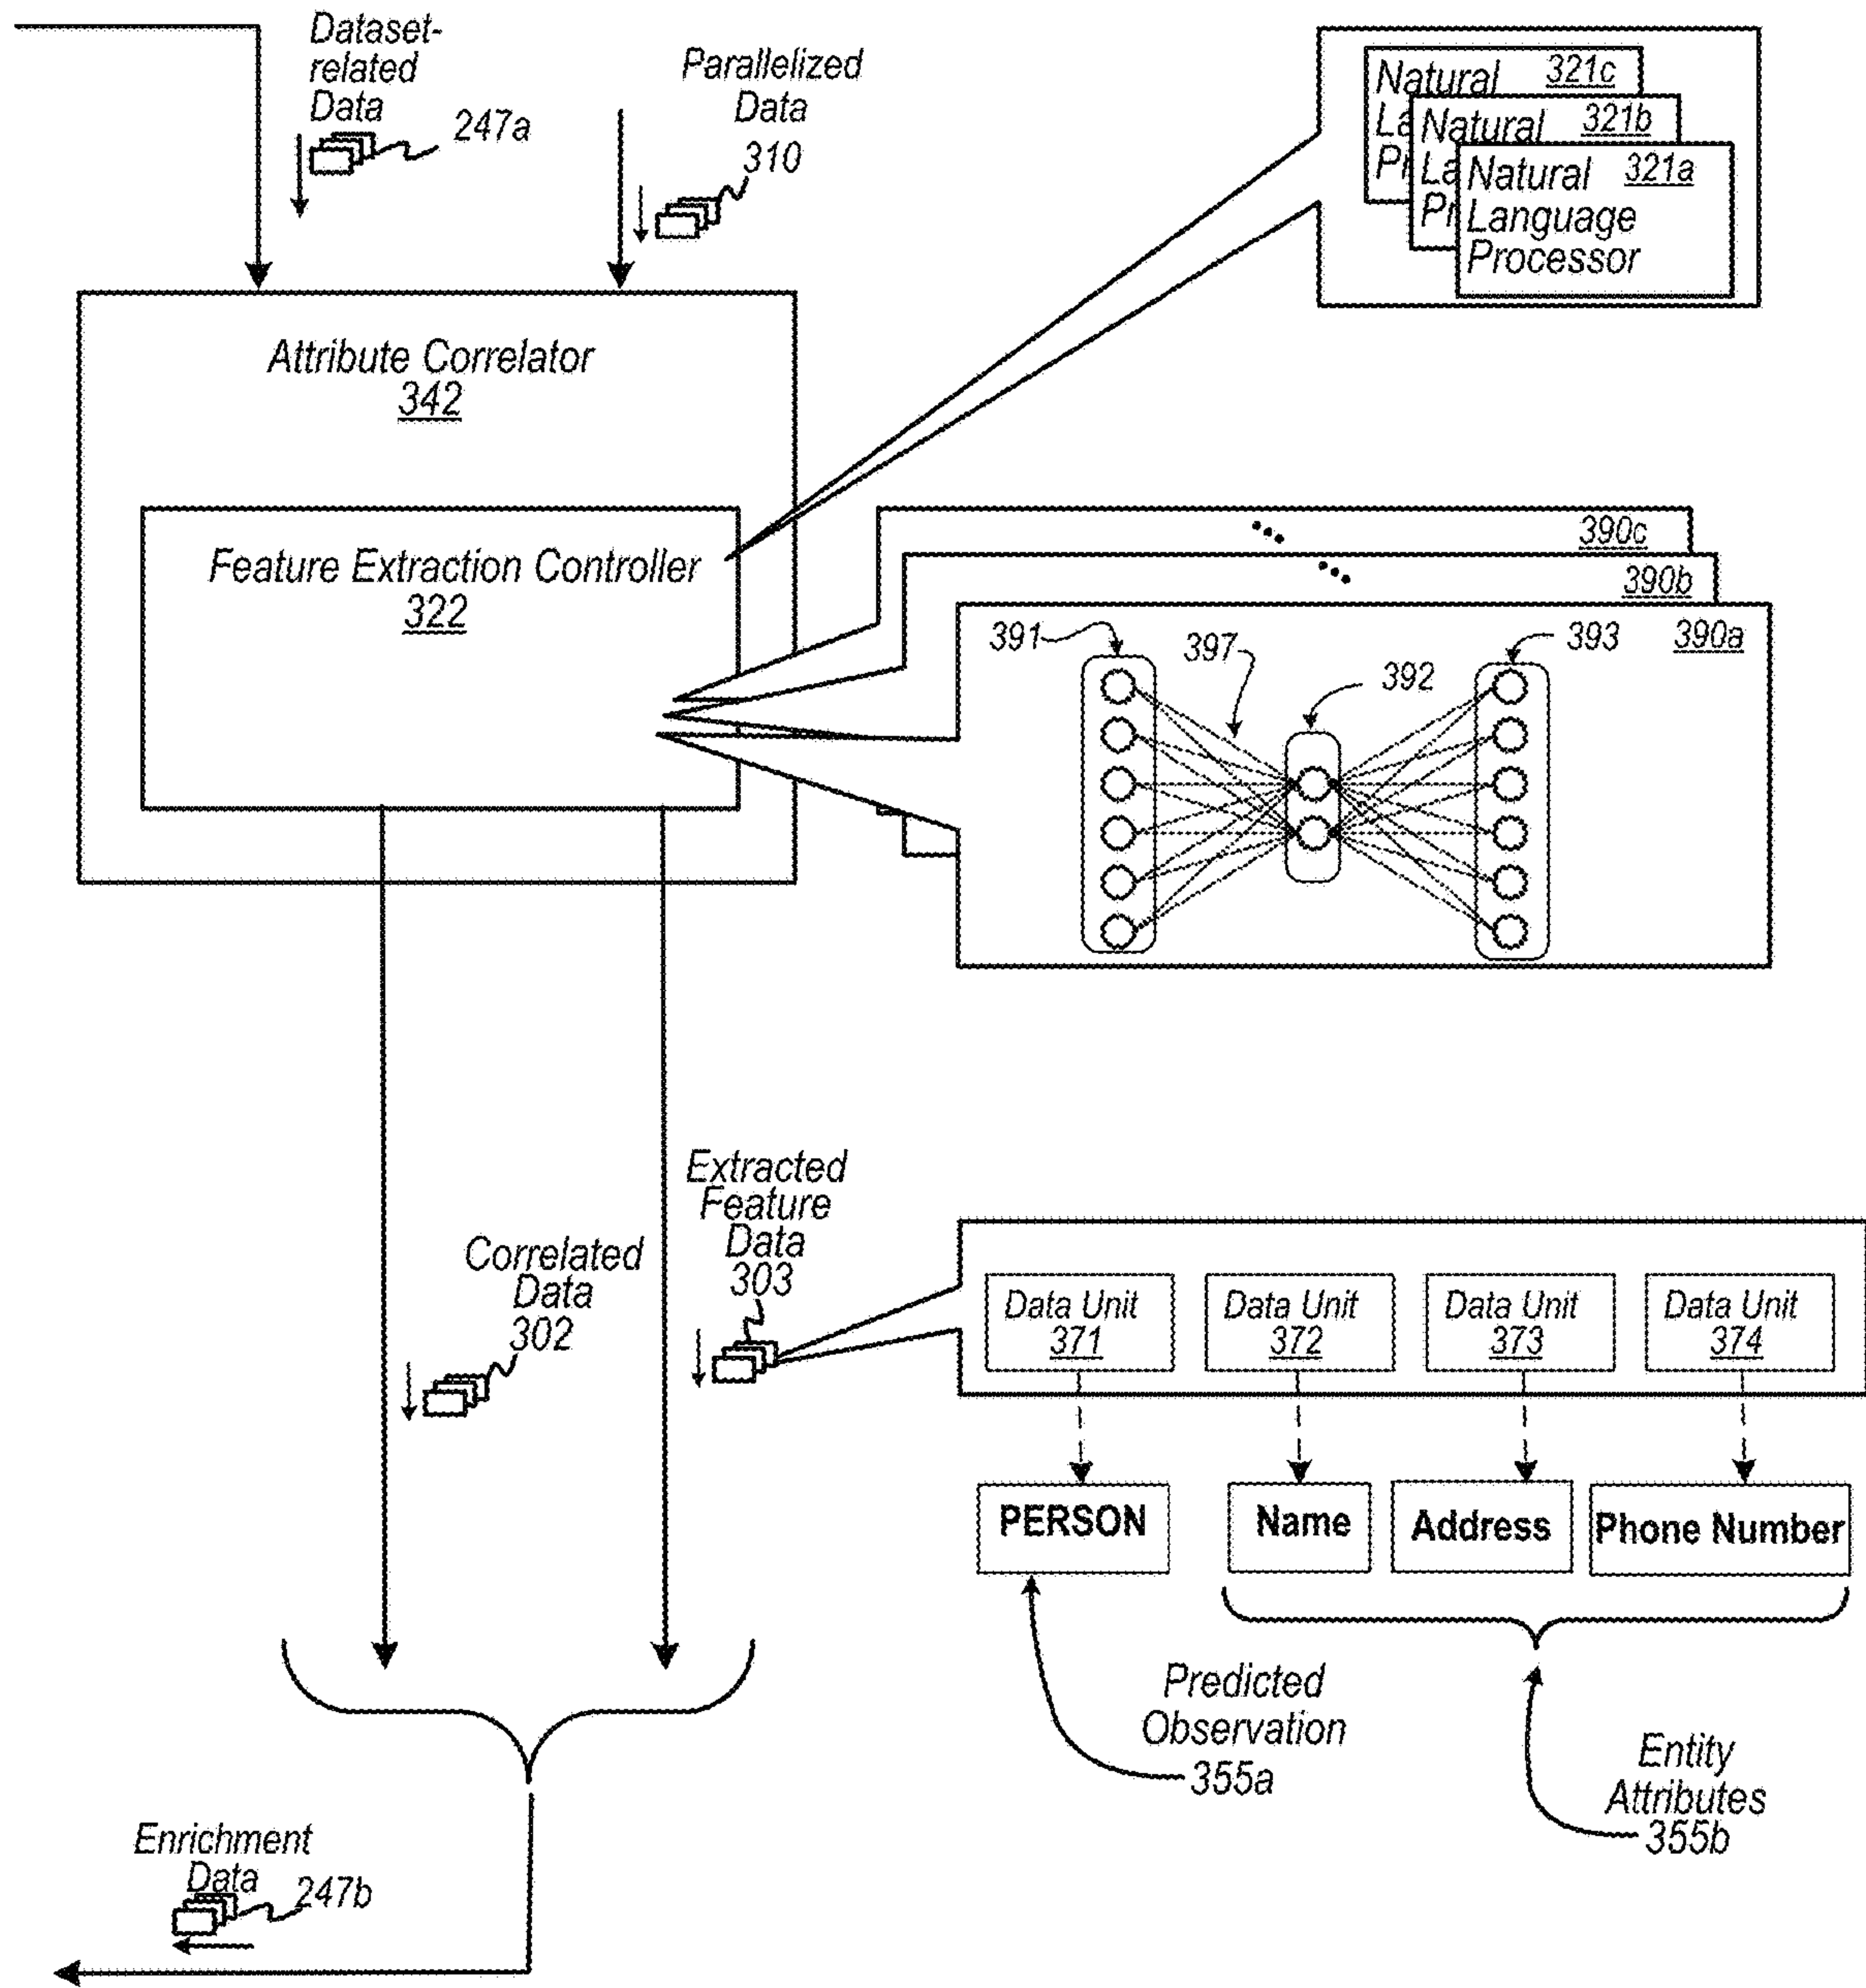 Dataset-
related
Data
247a
Parallelized
Data
310
Natural 321c
La
Pr
Natural 321b
La
Pr
Natural 321a
Language
Processor
Attribute Correlator
342
Feature Extraction Controller
322
390c
390b
390a
391
397
392
393
Extracted
Feature
Data
303
Correlated
Data
302
Data Unit
371
Data Unit
372
Data Unit
373
Data Unit
374
PERSON
Name
Address
Phone Number
Predicted
Observation
355a
Entity
Attributes
355b
Enrichment
Data
247b